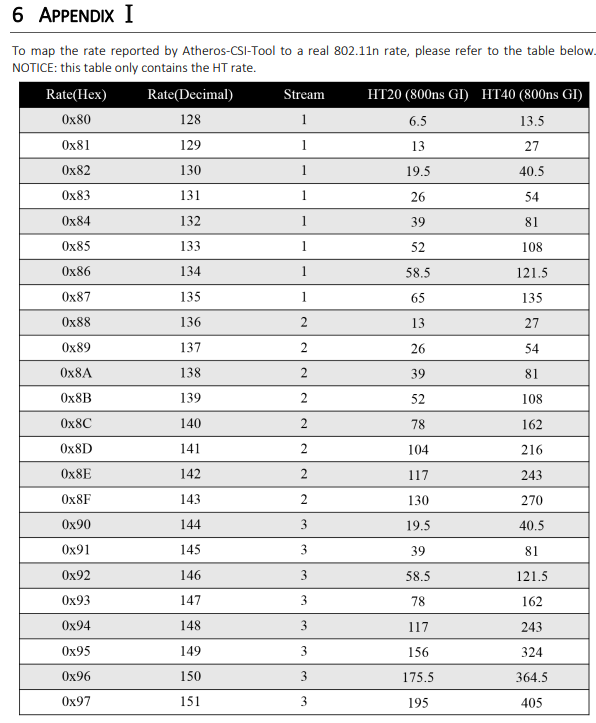 6 APPENDIX I
To map the rate reported by Atheros-CSI-Tool to a real 802.11n rate, please refer to the table below.
NOTICE: this table only contains the HT rate.
Rate(Hex) Rate(Decimal) Stream HT20 (800ns GI) HT40 (800ns GI)
0x80 128 1 6.5 13.5
0x81 129 1 13 27
0x82 130 1 19.5 40.5
0x83 131 1 26 54
0x84 132 1 39 81
0x85 133 1 52 108
0x86 134 1 58.5 121.5
0x87 135 1 65 135
0x88 136 2 13 27
0x89 137 2 26 54
0x8A 138 2 39 81
0x8B 139 2 52 108
0x8C 140 2 78 162
0x8D 141 2 104 216
0x8E 142 2 117 243
0x8F 143 2 130 270
0x90 144 3 19.5 40.5
0x91 145 3 39 81
0x92 146 3 58.5 121.5
0x93 147 3 78 162
0x94 148 3 117 243
0x95 149 3 156 324
0x96 150 3 175.5 364.5
0x97 151 3 195 405